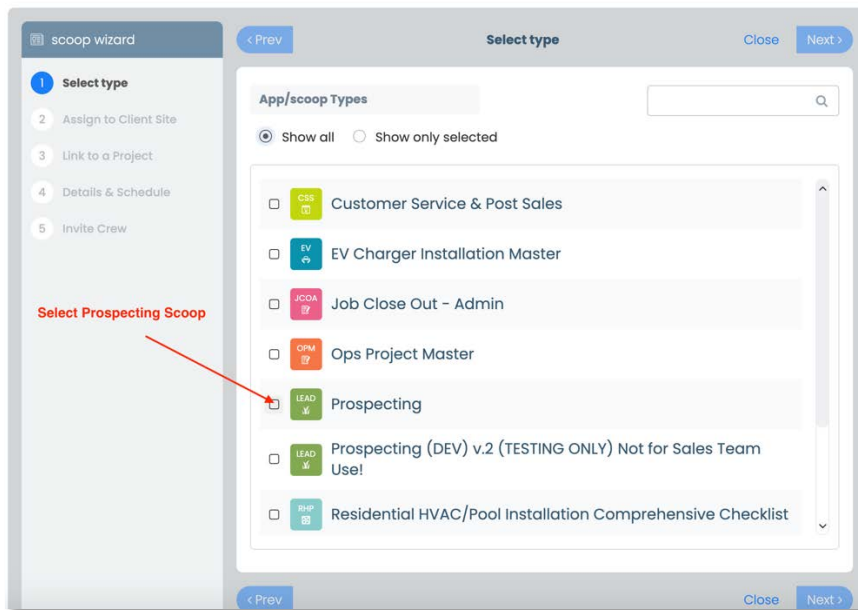 scoop wizard
1 Select type
2 Assign to Client Site
3 Link to a Project
4 Details & Schedule
5 Invite Crew
Select Prospecting Scoop
< Prev
Select type
Close
Next >
App/scoop Types
Show all
Show only selected
CSS
Customer Service & Post Sales
EV
EV Charger Installation Master
JCOA
Job Close Out - Admin
OPM
Ops Project Master
LEAD
Prospecting
LEAD
Prospecting (DEV) v.2 (TESTING ONLY) Not for Sales Team
Use!
RHP
Residential HVAC/Pool Installation Comprehensive Checklist
< Prev
Close
Next >